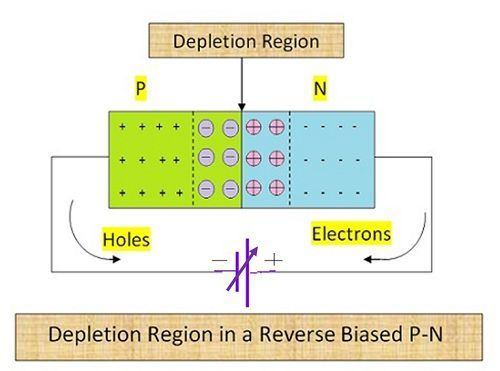 Depletion Region
P
N
+ + + +
- - - -
− −
+ +
+ + + +
- - - -
− −
+ +
+ + + +
- - - -
− −
+ +
Holes
Electrons
− +
Depletion Region in a Reverse Biased P-N